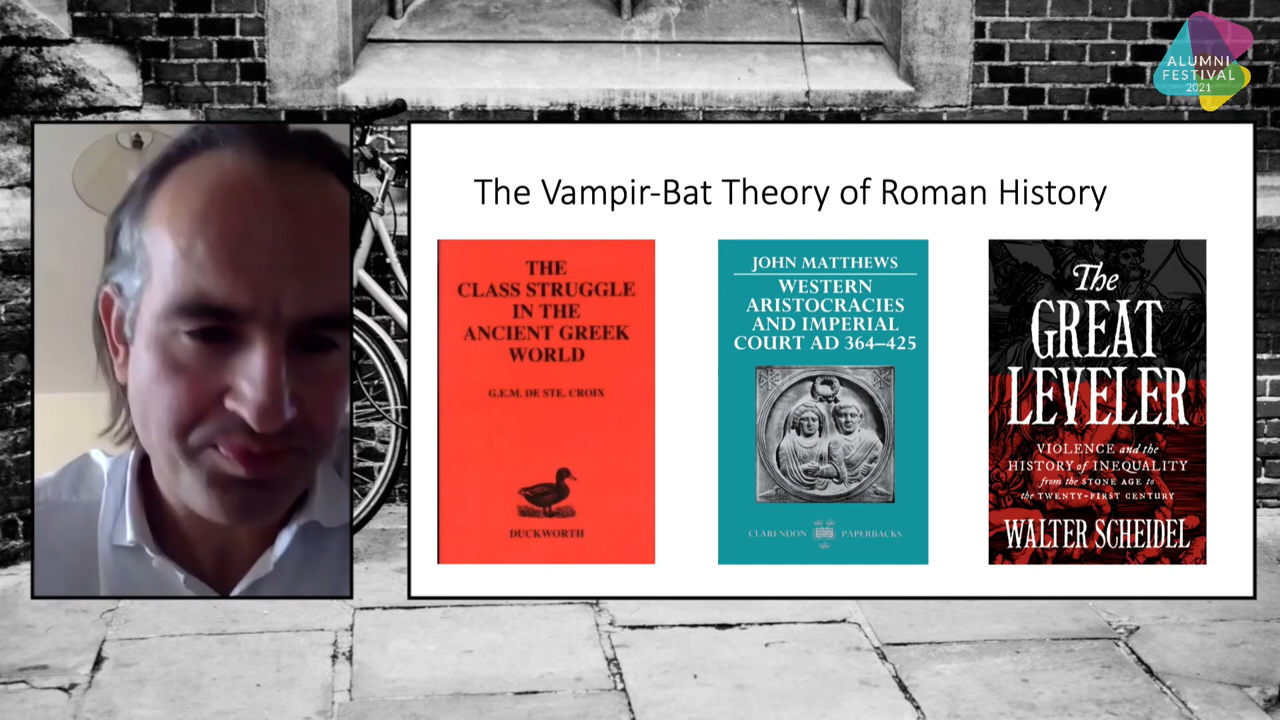 ALUMNI
FESTIVAL
2021
The Vampir-Bat Theory of Roman History
THE
CLASS STRUGGLE
IN THE
ANCIENT GREEK
WORLD
G.E.M. DE STE. CROIX
DUCKWORTH
JOHN MATTHEWS
WESTERN
ARISTOCRACIES
AND IMPERIAL
COURT AD 364–425
CLARENDON PAPERBACKS
The
GREAT
LEVELER
VIOLENCE and the
HISTORY of INEQUALITY
from the STONE AGE to
the TWENTY-FIRST CENTURY
WALTER SCHEIDEL